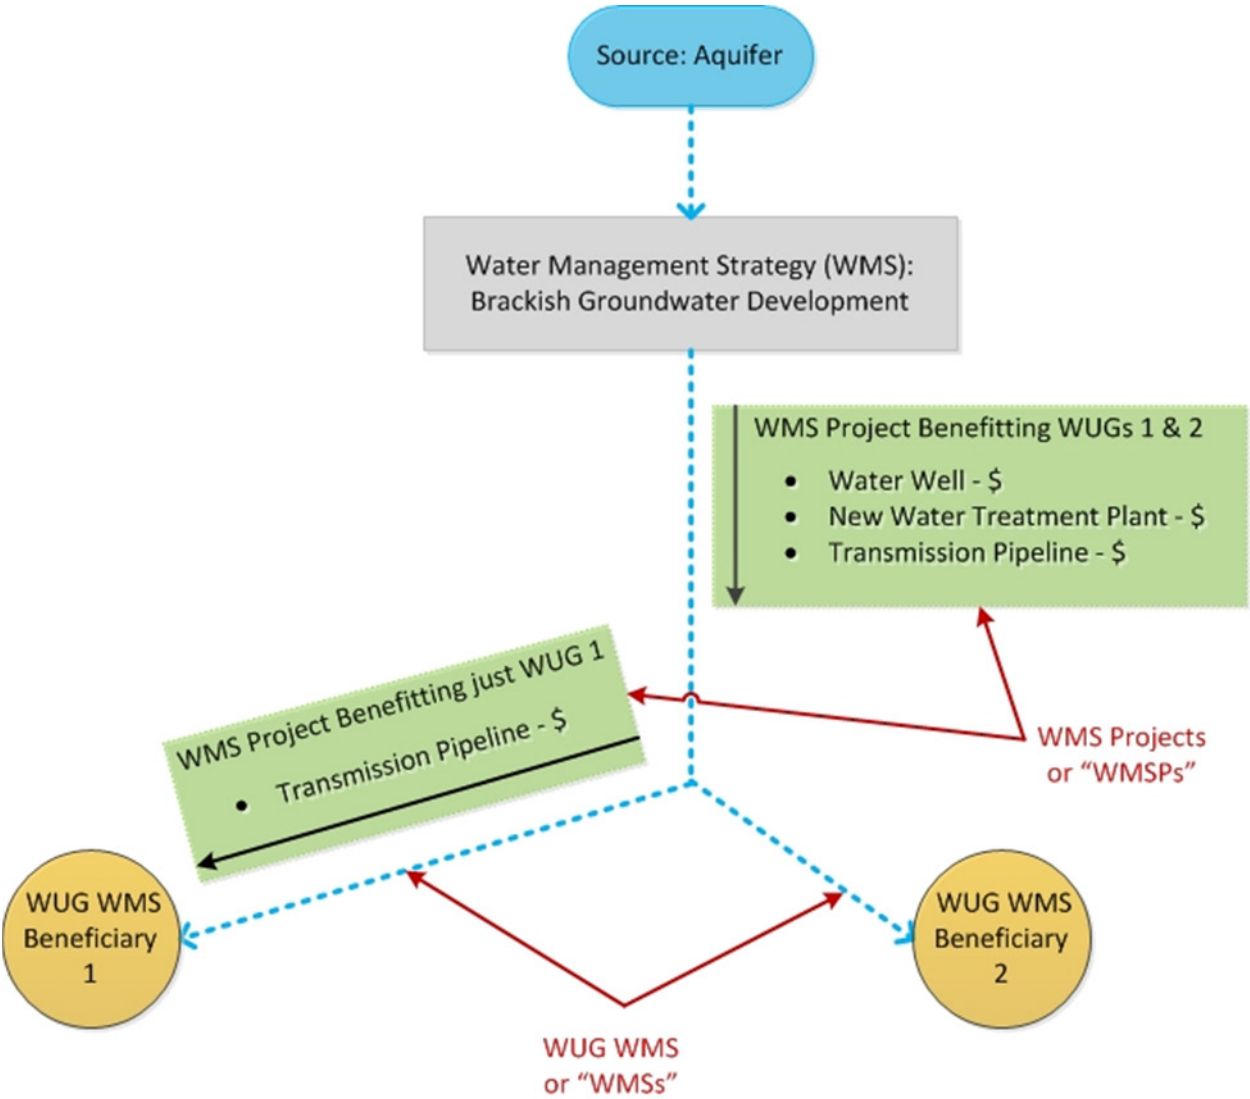 Source: Aquifer
Water Management Strategy (WMS):
Brackish Groundwater Development
WMS Project Benefitting WUGs 1 & 2
• Water Well - $
• New Water Treatment Plant - $
• Transmission Pipeline - $
WMS Project Benefitting just WUG 1
• Transmission Pipeline - $
WMS Projects
or “WMSPs”
WUG WMS
Beneficiary
1
WUG WMS
Beneficiary
2
WUG WMS
or “WMSs”